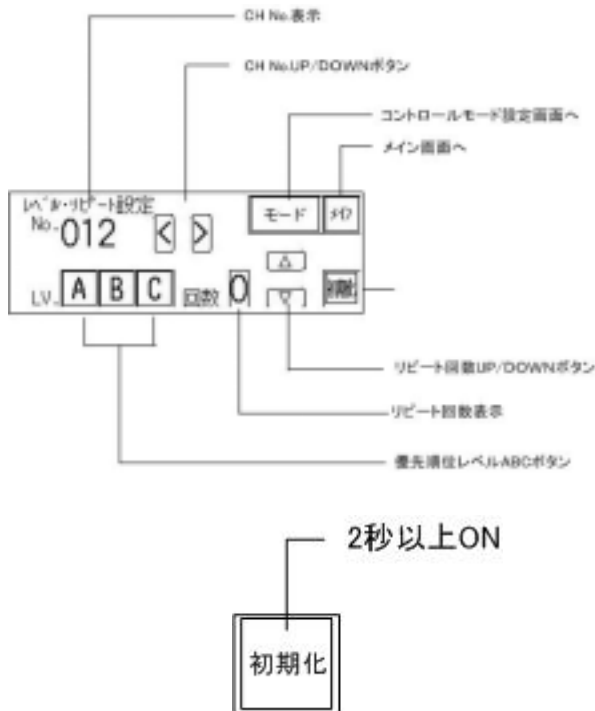 CH No.表示
CH No.UP/DOWNボタン
コントロールモード設定画面へ
メイン画面へ
レベル・リピート設定
モード
メイン
No. 012 < >
△
LV. A B C 回数 0 ▽ 初期化
リピート回数UP/DOWNボタン
リピート回数表示
優先順位レベルABCボタン
2秒以上ON
初期化